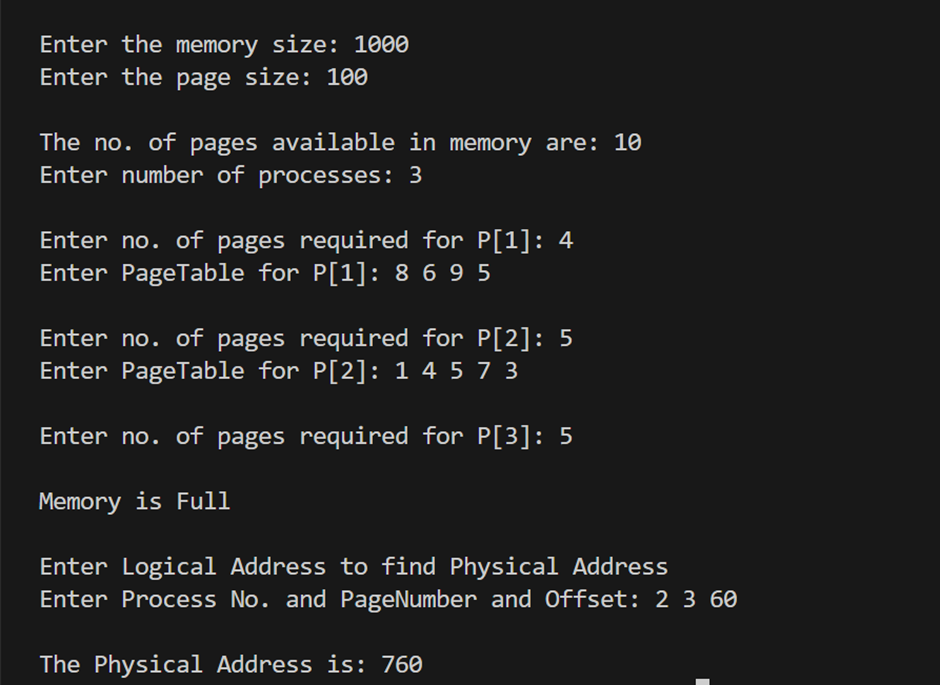 Enter the memory size: 1000
Enter the page size: 100
The no. of pages available in memory are: 10
Enter number of processes: 3
Enter no. of pages required for P[1]: 4
Enter PageTable for P[1]: 8 6 9 5
Enter no. of pages required for P[2]: 5
Enter PageTable for P[2]: 1 4 5 7 3
Enter no. of pages required for P[3]: 5
Memory is Full
Enter Logical Address to find Physical Address
Enter Process No. and PageNumber and Offset: 2 3 60
The Physical Address is: 760